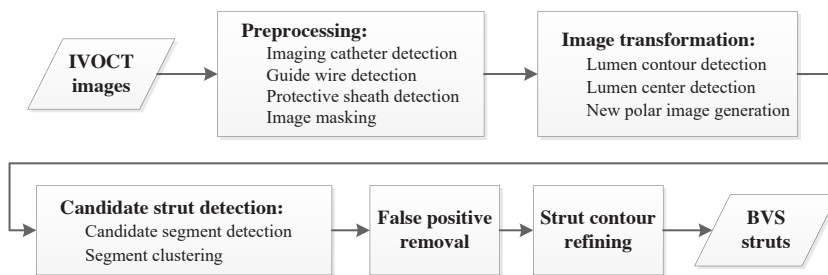 IVOCT
images
Preprocessing:
Imaging catheter detection
Guide wire detection
Protective sheath detection
Image masking
Image transformation:
Lumen contour detection
Lumen center detection
New polar image generation
Candidate strut detection:
Candidate segment detection
Segment clustering
False positive
removal
Strut contour
refining
BVS
struts